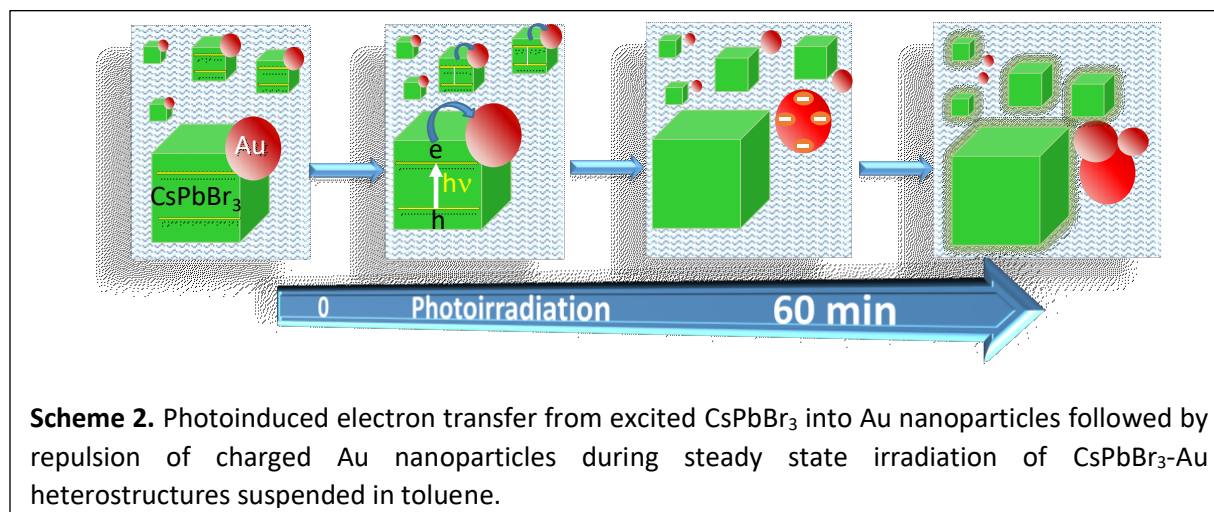 Au
CsPbBr₃
e
hν
h
0 Photoirradiation 60 min
Scheme 2. Photoinduced electron transfer from excited CsPbBr₃ into Au nanoparticles followed by
repulsion of charged Au nanoparticles during steady state irradiation of CsPbBr₃-Au
heterostructures suspended in toluene.